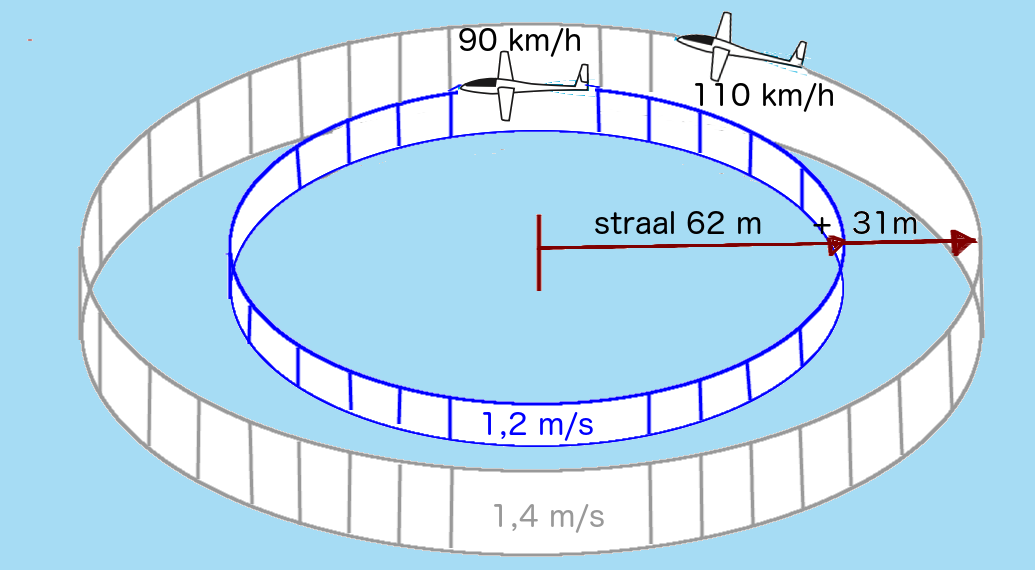 90 km/h
110 km/h
straal 62 m + 31m
1,2 m/s
1,4 m/s